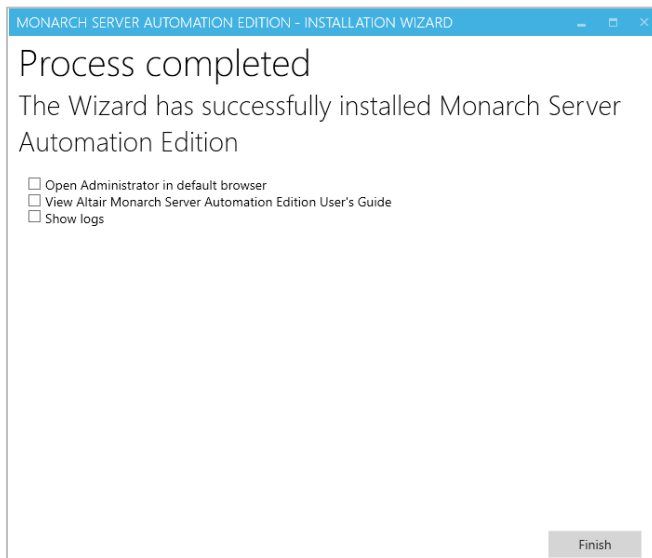 MONARCH SERVER AUTOMATION EDITION - INSTALLATION WIZARD
Process completed
The Wizard has successfully installed Monarch Server
Automation Edition
Open Administrator in default browser
View Altair Monarch Server Automation Edition User's Guide
Show logs
Finish